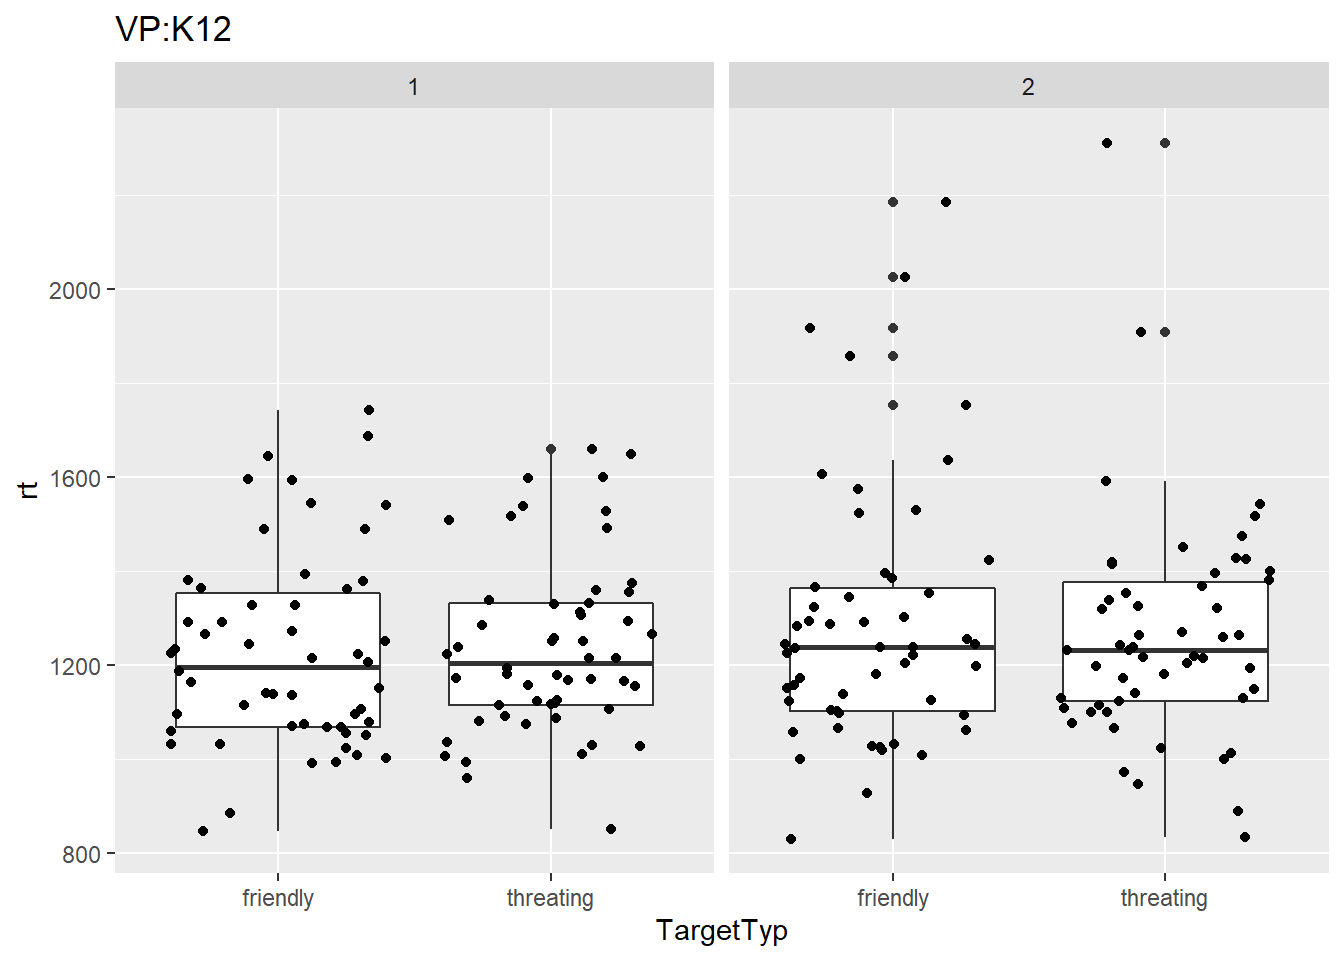 VP:K12
1
2
2000
1600
1200
800
rt
friendly
threating
friendly
threating
TargetTyp